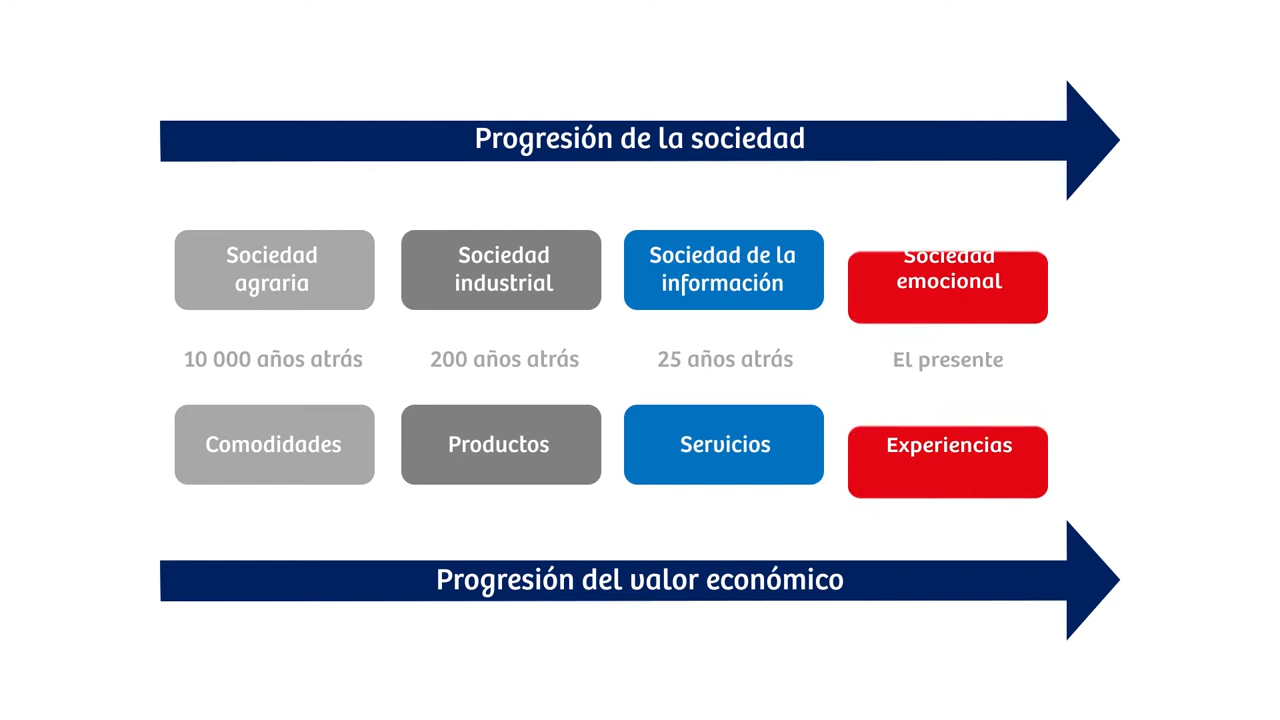 Progresión de la sociedad
Sociedad
agraria
Sociedad
industrial
Sociedad de la
información
Sociedad
emocional
10 000 años atrás
200 años atrás
25 años atrás
El presente
Comodidades
Productos
Servicios
Experiencias
Progresión del valor económico